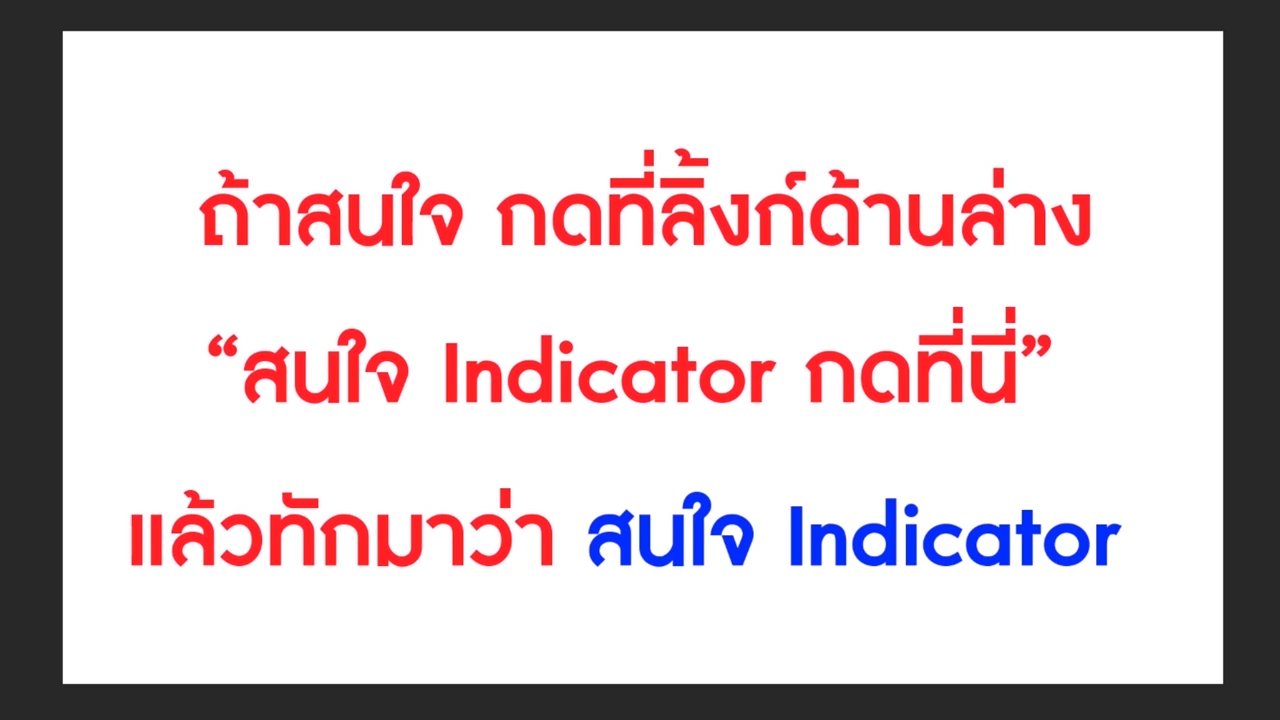 ถ้าสนใจ กดที่ลิ้งก์ด้านล่าง
“สนใจ Indicator กดที่นี่”
แล้วทักมาว่า สนใจ Indicator